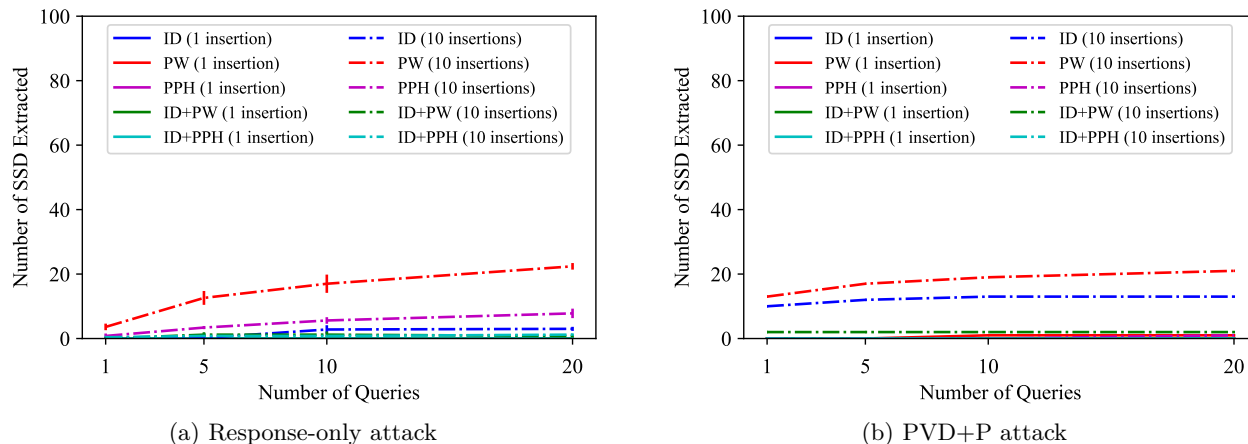 100
80
60
40
20
0
Number of SSD Extracted
ID (1 insertion)
PW (1 insertion)
PPH (1 insertion)
ID+PW (1 insertion)
ID+PPH (1 insertion)
ID (10 insertions)
PW (10 insertions)
PPH (10 insertions)
ID+PW (10 insertions)
ID+PPH (10 insertions)
1 5 10 20
Number of Queries
(a) Response-only attack
100
80
60
40
20
0
Number of SSD Extracted
ID (1 insertion)
PW (1 insertion)
PPH (1 insertion)
ID+PW (1 insertion)
ID+PPH (1 insertion)
ID (10 insertions)
PW (10 insertions)
PPH (10 insertions)
ID+PW (10 insertions)
ID+PPH (10 insertions)
1 5 10 20
Number of Queries
(b) PVD+P attack